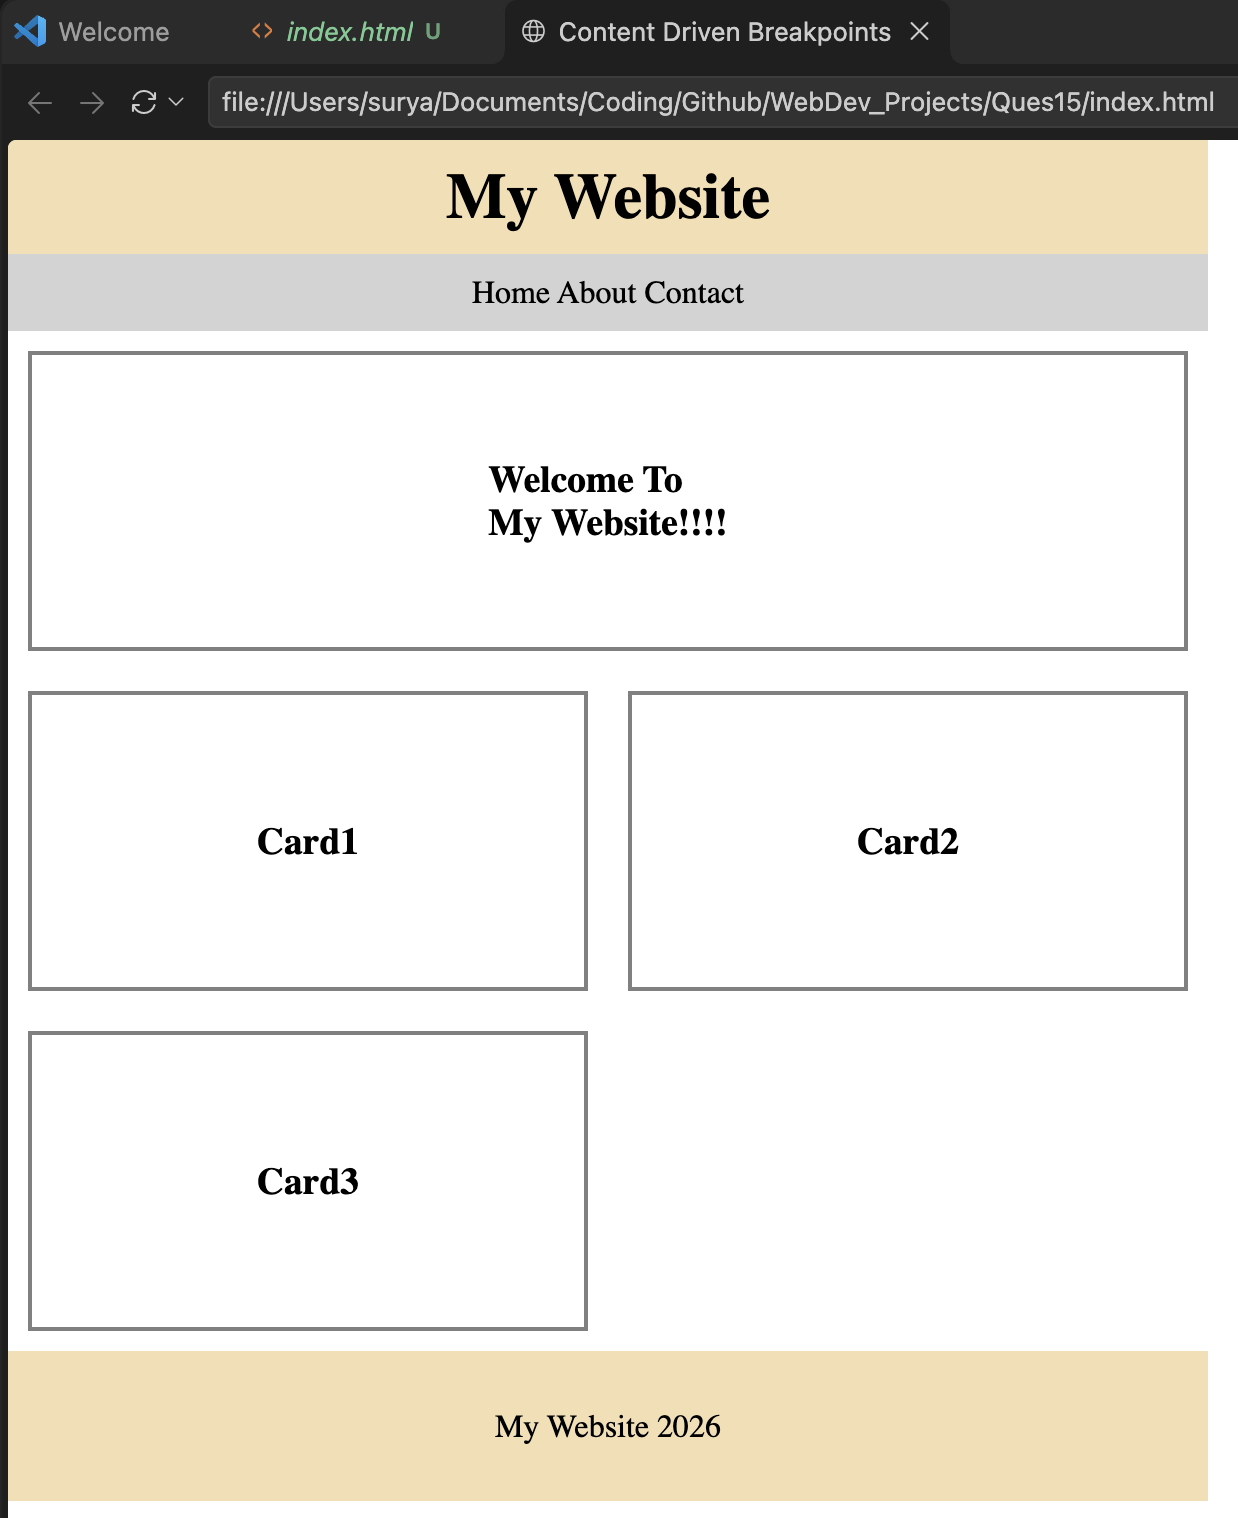 Welcome index.html U Content Driven Breakpoints
file:///Users/surya/Documents/Coding/Github/WebDev_Projects/Ques15/index.html
My Website
Home About Contact
Welcome To
My Website!!!!
Card1 Card2
Card3
My Website 2026